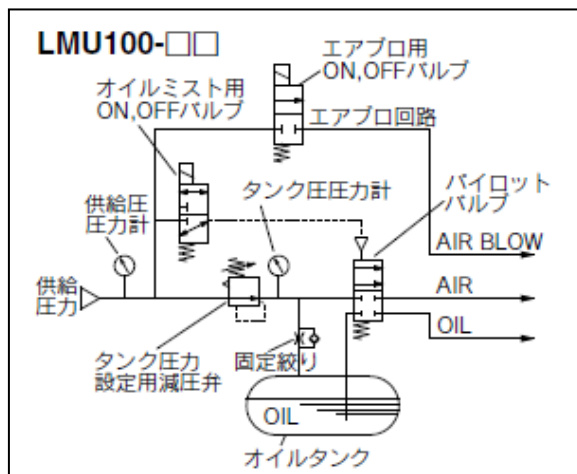 LMU100-□□
エアブロ用
ON,OFFバルブ
オイルミスト用
ON,OFFバルブ
エアブロ回路
供給圧
圧力計
タンク圧圧力計
パイロット
バルブ
AIR BLOW
供給
圧力
AIR
OIL
タンク圧力
設定用減圧弁
固定絞り
OIL
オイルタンク